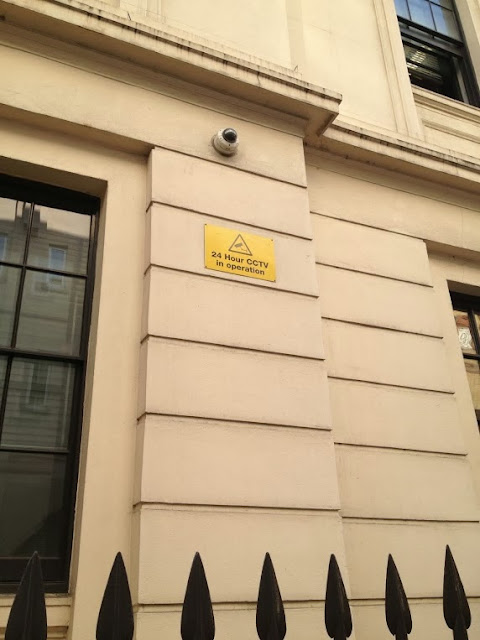 24 Hour CCTV
in operation